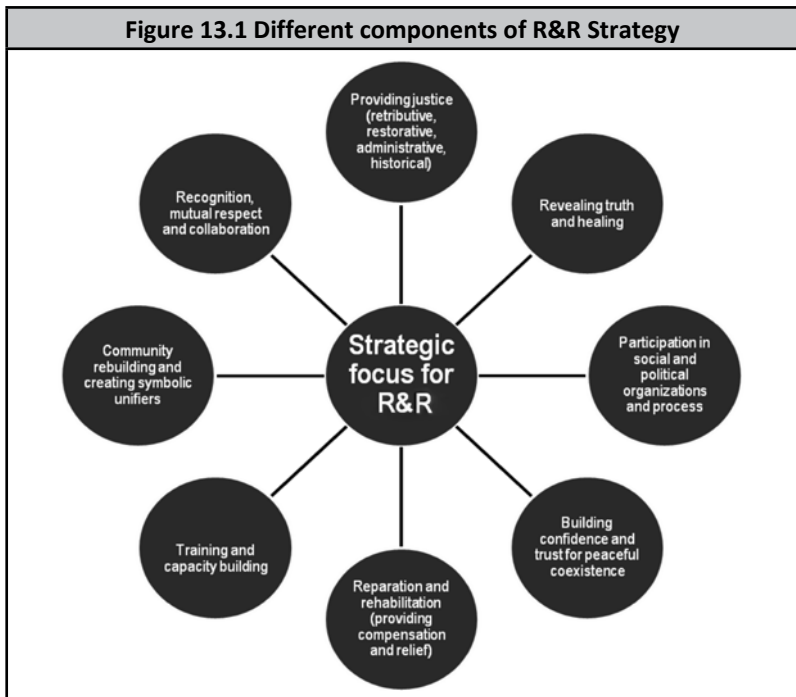 Figure 13.1 Different components of R&R Strategy
Providing justice
(retributive,
restorative,
administrative,
historical)
Revealing truth
and healing
Participation in
social and
political
organizations
and process
Building
confidence and
trust for peaceful
coexistence
Reparation and
rehabilitation
(providing
compensation
and relief)
Training and
capacity building
Community
rebuilding and
creating symbolic
unifiers
Recognition,
mutual respect
and collaboration
Strategic
focus for
R&R